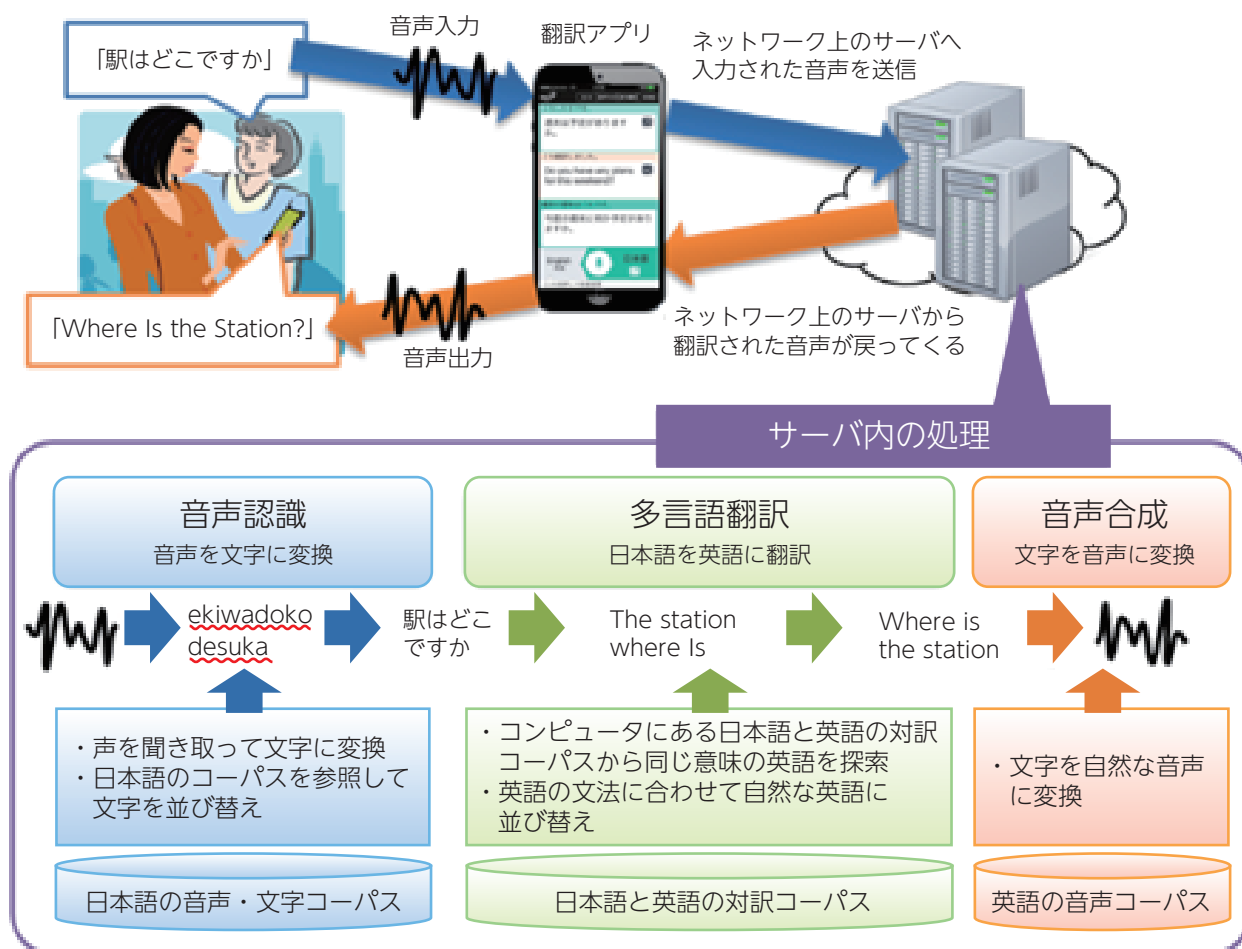 音声入力
翻訳アプリ
ネットワーク上のサーバへ
入力された音声を送信
「駅はどこですか」
Do you have any plans
for this weekend?
English
日本語
「Where Is the Station?」
音声出力
ネットワーク上のサーバから
翻訳された音声が戻ってくる
サーバ内の処理
音声認識
音声を文字に変換
多言語翻訳
日本語を英語に翻訳
音声合成
文字を音声に変換
ekiwadoko
desuka
駅はどこ
ですか
The station
where Is
Where is
the station
・声を聞き取って文字に変換
・日本語のコーパスを参照して
文字を並び替え
・コンピュータにある日本語と英語の対訳
コーパスから同じ意味の英語を探索
・英語の文法に合わせて自然な英語に
並び替え
・文字を自然な音声
に変換
日本語の音声・文字コーパス
日本語と英語の対訳コーパス
英語の音声コーパス